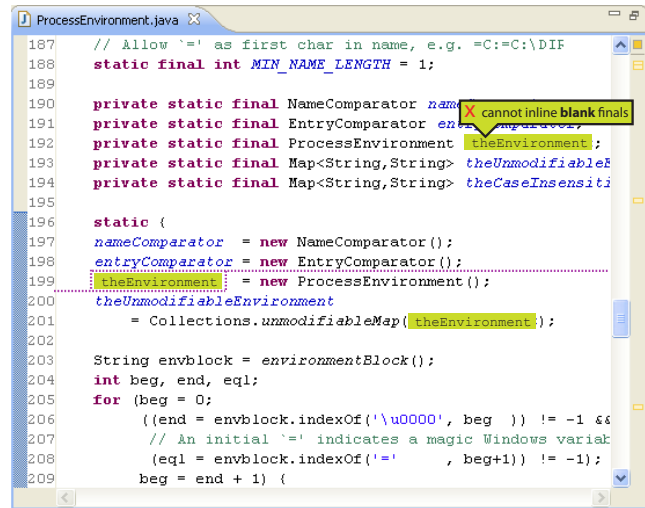 ProcessEnvironment.java
187 // Allow `=' as first char in name, e.g. =C:=C:\DIR
188 static final int MIN_NAME_LENGTH = 1;
189
190 private static final NameComparator
X cannot inline blank finals
191 private static final EntryComparator
192 private static final ProcessEnvironment theEnvironment;
193 private static final Map<String,String> theUnmodifiableE
194 private static final Map<String,String> theCaseInsensiti
195
196 static {
197 nameComparator = new NameComparator();
198 entryComparator = new EntryComparator();
199 theEnvironment = new ProcessEnvironment();
200 theUnmodifiableEnvironment
201 = Collections.unmodifiableMap(theEnvironment);
202
203 String envblock = environmentBlock();
204 int beg, end, eql;
205 for (beg = 0;
206 ((end = envblock.indexOf('\u0000', beg )) != -1 &&
207 // An initial `=' indicates a magic Windows variab
208 (eql = envblock.indexOf('=' , beg+1)) != -1);
209 beg = end + 1) {